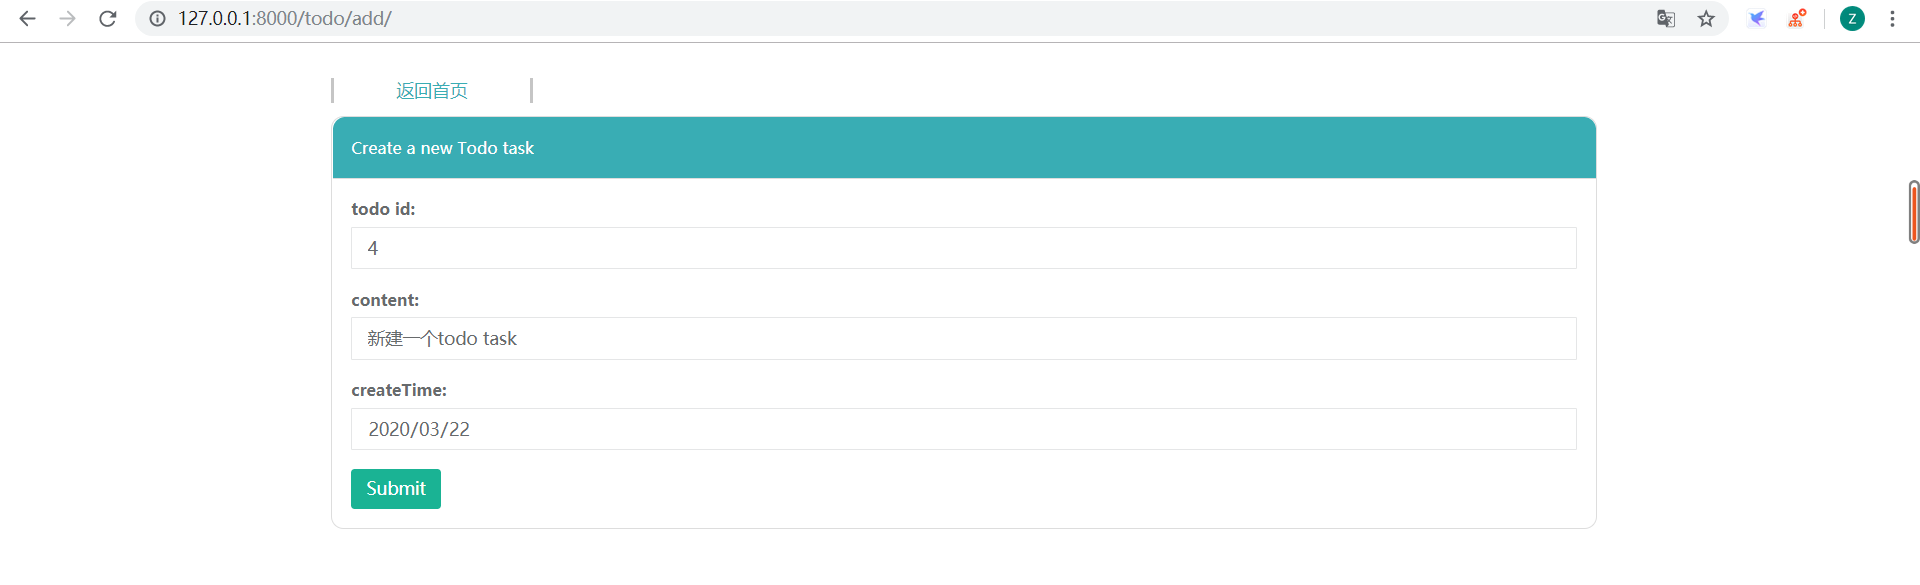 127.0.0.1:8000/todo/add/
Z
返回首页
Create a new Todo task
todo id:
4
content:
新建一个todo task
createTime:
2020/03/22
Submit